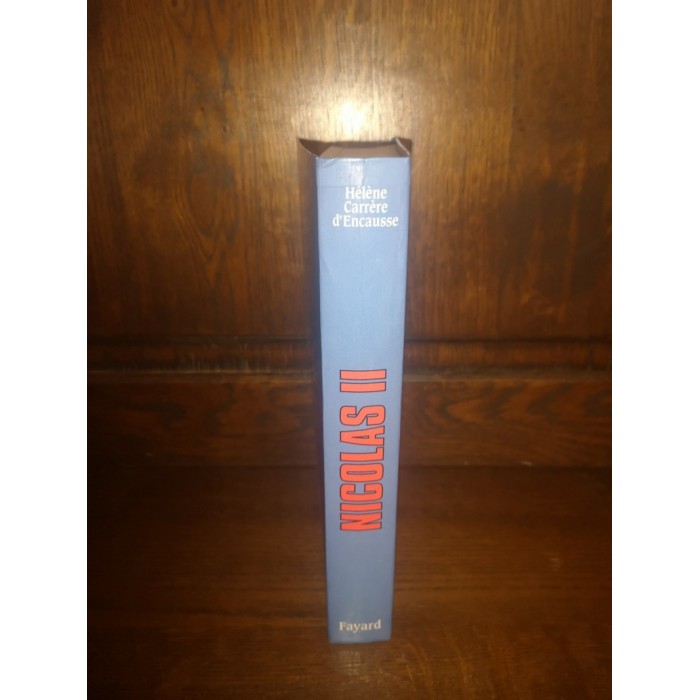 Hélène
Carrère
d'Encausse
NICOLAS II
Fayard